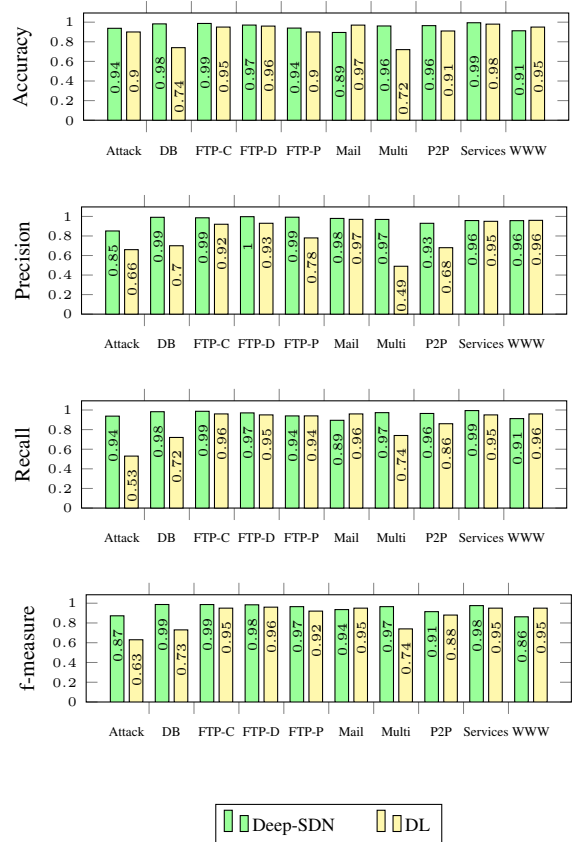 Accuracy
1
0.8
0.6
0.4
0.2
0
0.94 0.9 0.98 0.74 0.99 0.95 0.97 0.96 0.94 0.9 0.89 0.97 0.96 0.72 0.96 0.91 0.99 0.98 0.91 0.95
Attack DB FTP-C FTP-D FTP-P Mail Multi P2P Services WWW
Precision
1
0.8
0.6
0.4
0.2
0
0.85 0.66 0.99 0.7 0.99 0.92 1 0.93 0.99 0.78 0.98 0.97 0.97 0.49 0.93 0.68 0.96 0.95 0.96 0.96
Attack DB FTP-C FTP-D FTP-P Mail Multi P2P Services WWW
Recall
1
0.8
0.6
0.4
0.2
0
0.94 0.53 0.98 0.72 0.99 0.96 0.97 0.95 0.94 0.94 0.89 0.96 0.97 0.74 0.96 0.86 0.99 0.95 0.91 0.96
Attack DB FTP-C FTP-D FTP-P Mail Multi P2P Services WWW
f-measure
1
0.8
0.6
0.4
0.2
0
0.87 0.63 0.99 0.73 0.99 0.95 0.98 0.96 0.97 0.92 0.94 0.95 0.97 0.74 0.91 0.88 0.98 0.95 0.86 0.95
Attack DB FTP-C FTP-D FTP-P Mail Multi P2P Services WWW
Deep-SDN DL